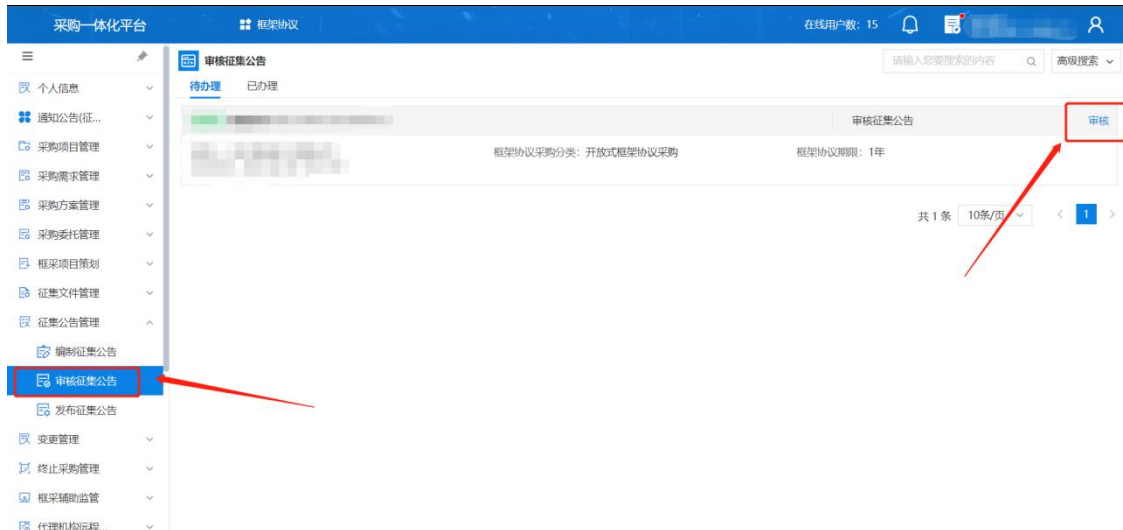 采购一体化平台
框架协议
在线用户数：15
审核征集公告
请输入您要搜索的内容
高级搜索
待办理
已办理
审核征集公告
审核
框架协议采购分类：开放式框架协议采购
框架协议期限：1年
共 1 条
10条/页
1
个人信息
通知公告(征...
采购项目管理
采购需求管理
采购方案管理
采购委托管理
框采项目策划
征集文件管理
征集公告管理
编制征集公告
审核征集公告
发布征集公告
变更管理
终止采购管理
框采辅助监管
代理机构远程...